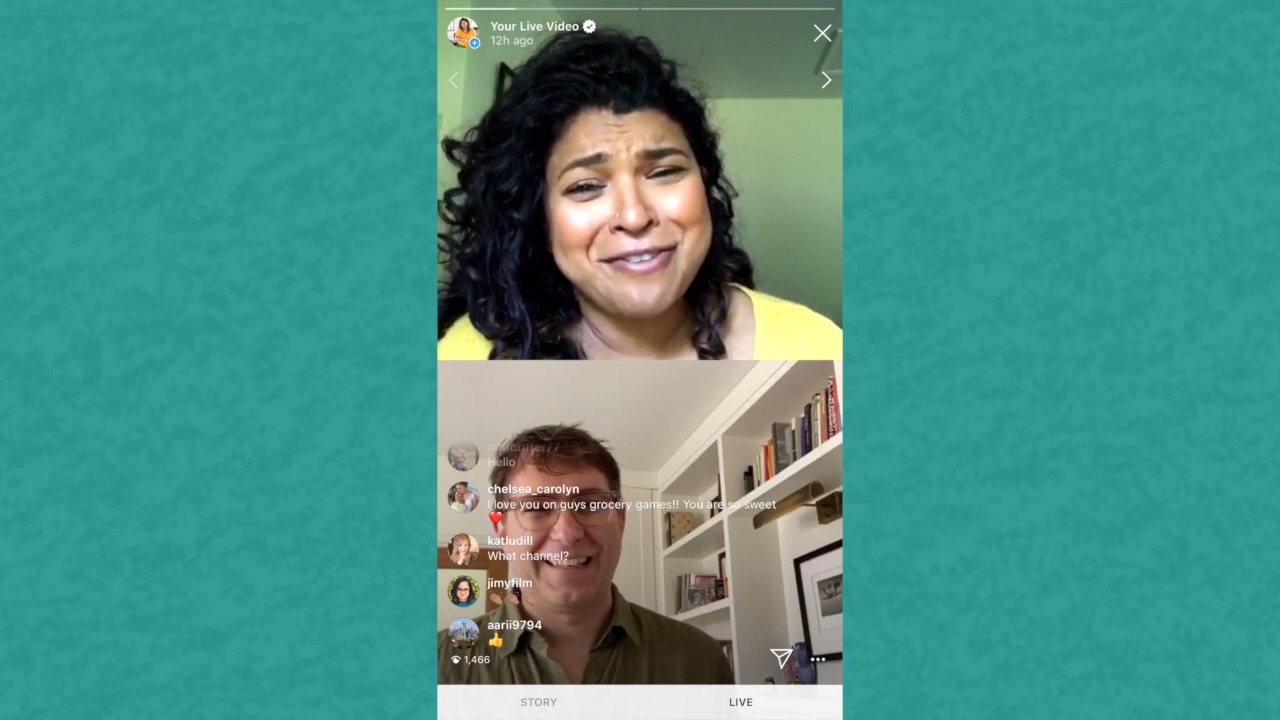 Your Live Video
12h ago
Hello
chelsea_carolyn
I love you on guys grocery games!! You are so sweet
❤️
katludill
What channel?
jimyfilm
👏🏽👏🏽👏🏽
aarii9794
👍
1,466
STORY
LIVE